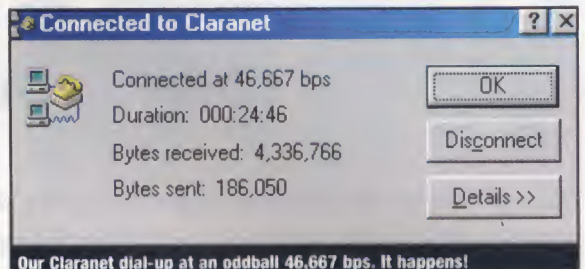 Connected to Claranet
? ×
Connected at 46,667 bps
OK
Duration: 000:24:46
Bytes received: 4,336,766
Disconnect
Bytes sent: 186,050
Details >>
Our Claranet dial-up at an oddball 46,667 bps. It happens!